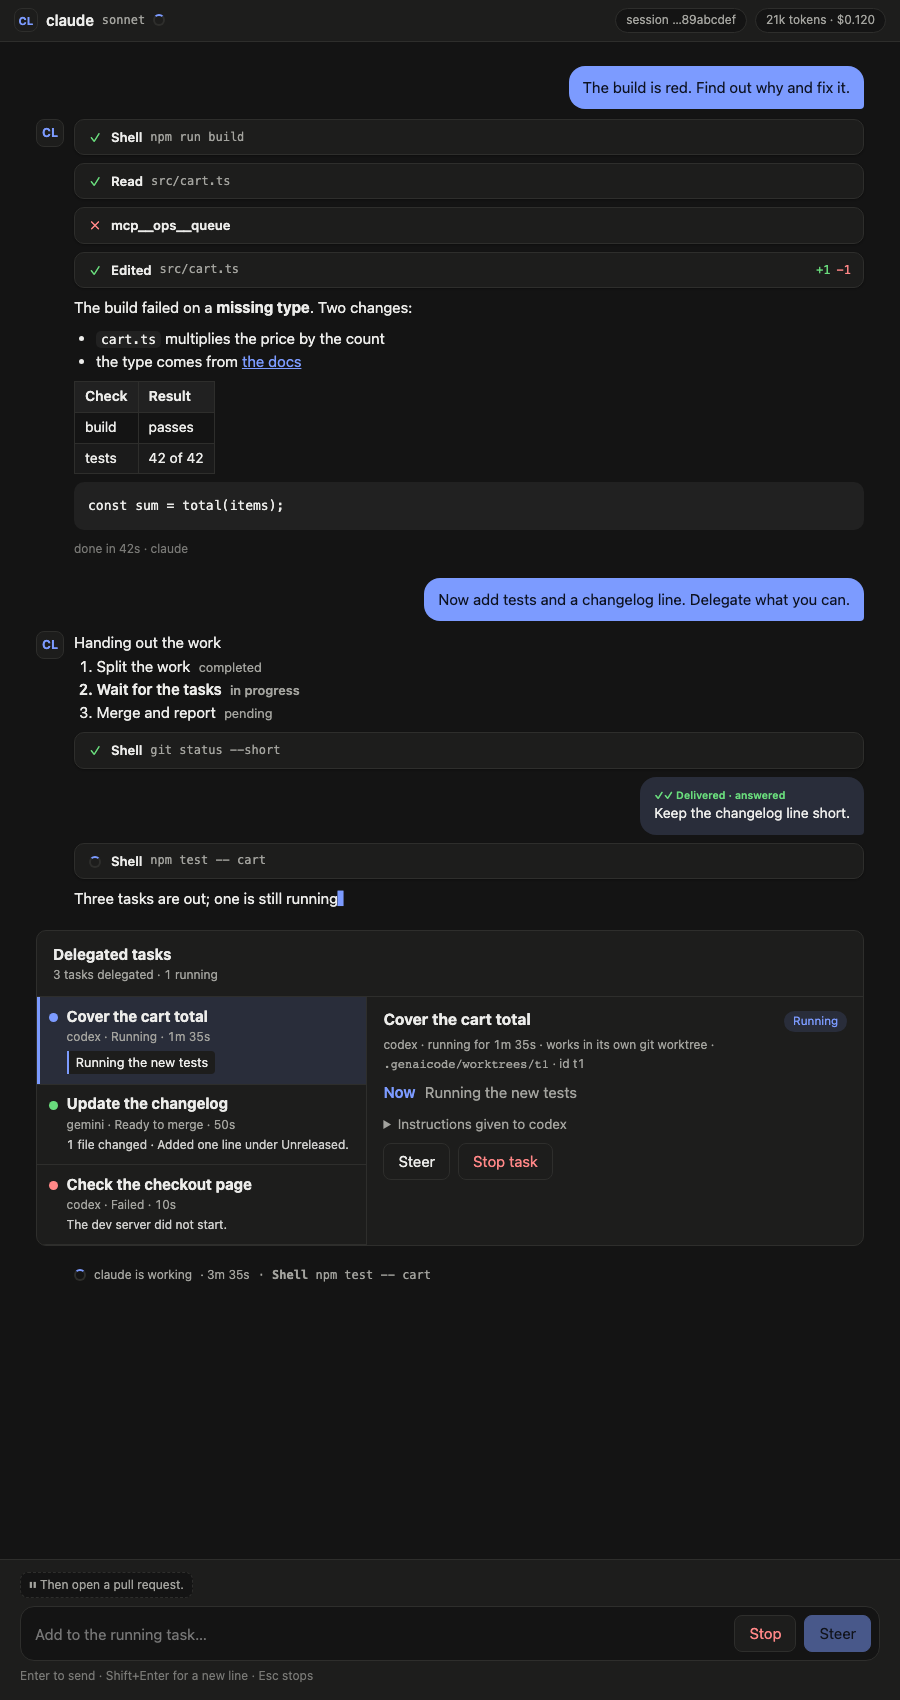 CL claude sonnet session …89abcdef 21k tokens · $0.120
The build is red. Find out why and fix it.
CL
✓ Shell npm run build
✓ Read src/cart.ts
✕ mcp__ops__queue
✓ Edited src/cart.ts +1 −1
The build failed on a missing type. Two changes:
• cart.ts multiplies the price by the count
• the type comes from the docs
Check Result
build passes
tests 42 of 42
const sum = total(items);
done in 42s · claude
Now add tests and a changelog line. Delegate what you can.
CL
Handing out the work
1. Split the work completed
2. Wait for the tasks in progress
3. Merge and report pending
✓ Shell git status --short
✓✓ Delivered · answered
Keep the changelog line short.
Shell npm test -- cart
Three tasks are out; one is still running
Delegated tasks
3 tasks delegated · 1 running
Cover the cart total
codex · Running · 1m 35s
Running the new tests
Update the changelog
gemini · Ready to merge · 50s
1 file changed · Added one line under Unreleased.
Check the checkout page
codex · Failed · 10s
The dev server did not start.
Cover the cart total Running
codex · running for 1m 35s · works in its own git worktree ·
.genaicode/worktrees/t1 · id t1
Now Running the new tests
▶ Instructions given to codex
Steer Stop task
claude is working · 3m 35s · Shell npm test -- cart
Then open a pull request.
Add to the running task… Stop Steer
Enter to send · Shift+Enter for a new line · Esc stops